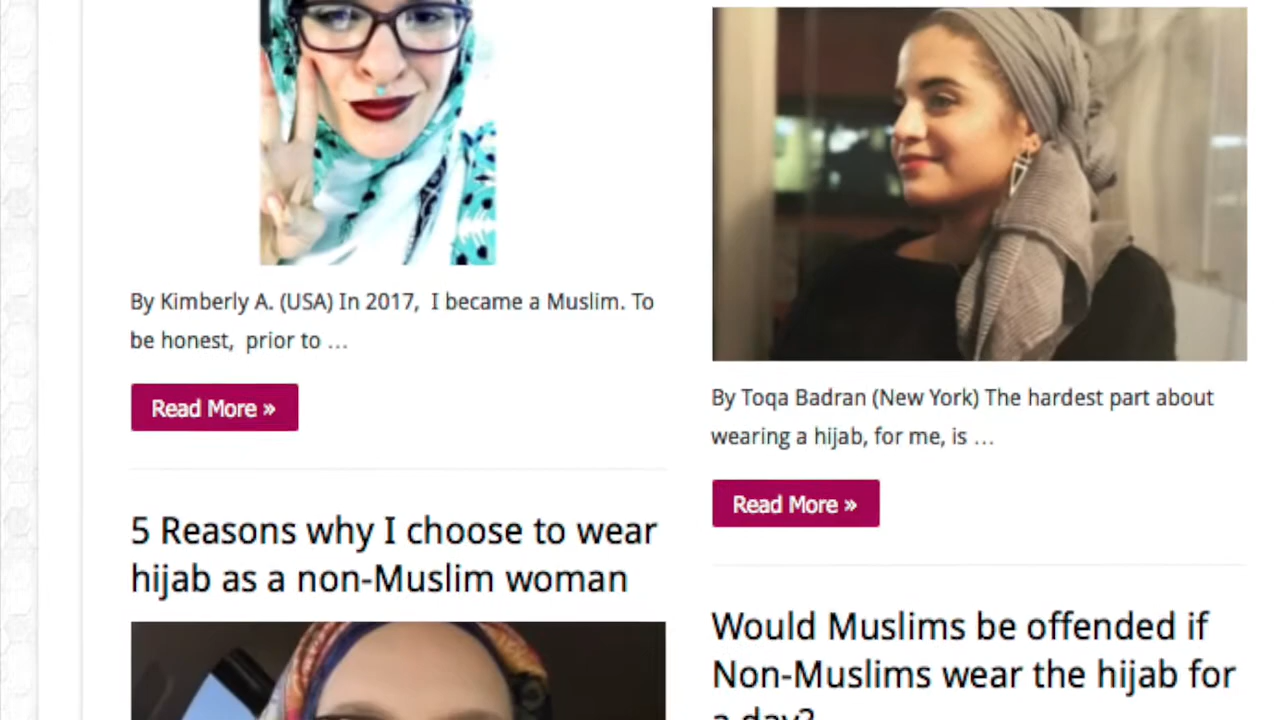 By Kimberly A. (USA) In 2017, I became a Muslim. To
be honest, prior to …
Read More »
5 Reasons why I choose to wear
hijab as a non-Muslim woman
By Toqa Badran (New York) The hardest part about
wearing a hijab, for me, is …
Read More »
Would Muslims be offended if
Non-Muslims wear the hijab for
a day?